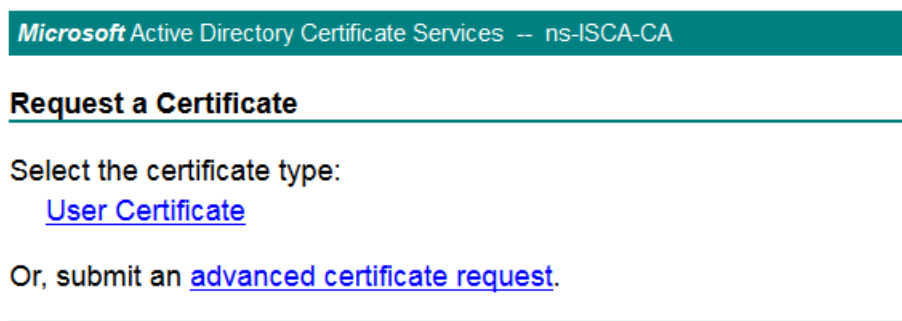 Microsoft Active Directory Certificate Services -- ns-ISCA-CA
Request a Certificate
Select the certificate type:
User Certificate
Or, submit an advanced certificate request.